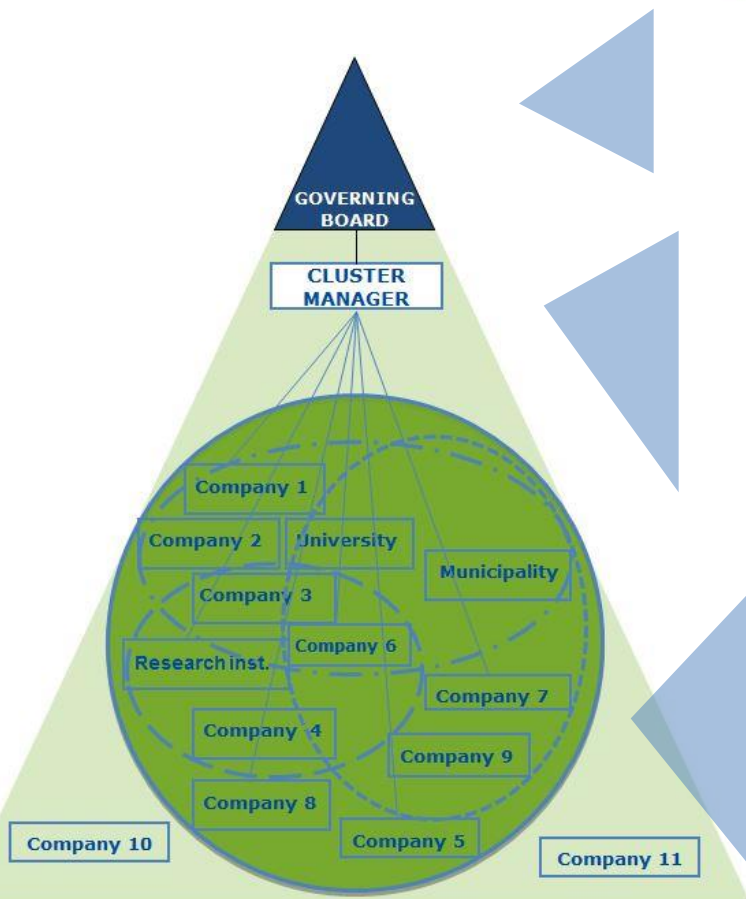 GOVERNING
BOARD
CLUSTER
MANAGER
Company 1
Company 2
University
Municipality
Company 3
Company 6
Research inst.
Company 7
Company 4
Company 9
Company 8
Company 5
Company 10
Company 11